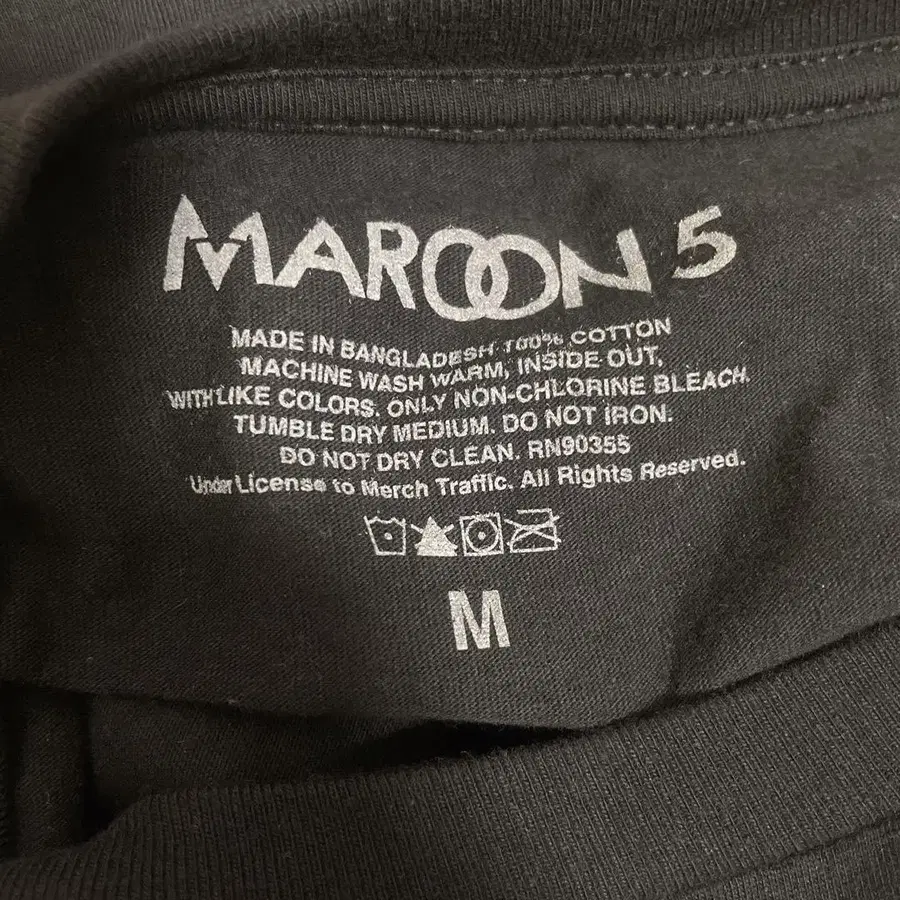 MAROON 5
MADE IN BANGLADESH 100% COTTON
MACHINE WASH WARM, INSIDE OUT,
WITH LIKE COLORS. ONLY NON-CHLORINE BLEACH.
TUMBLE DRY MEDIUM. DO NOT IRON.
DO NOT DRY CLEAN. RN90355
Under License to Merch Traffic. All Rights Reserved.
M